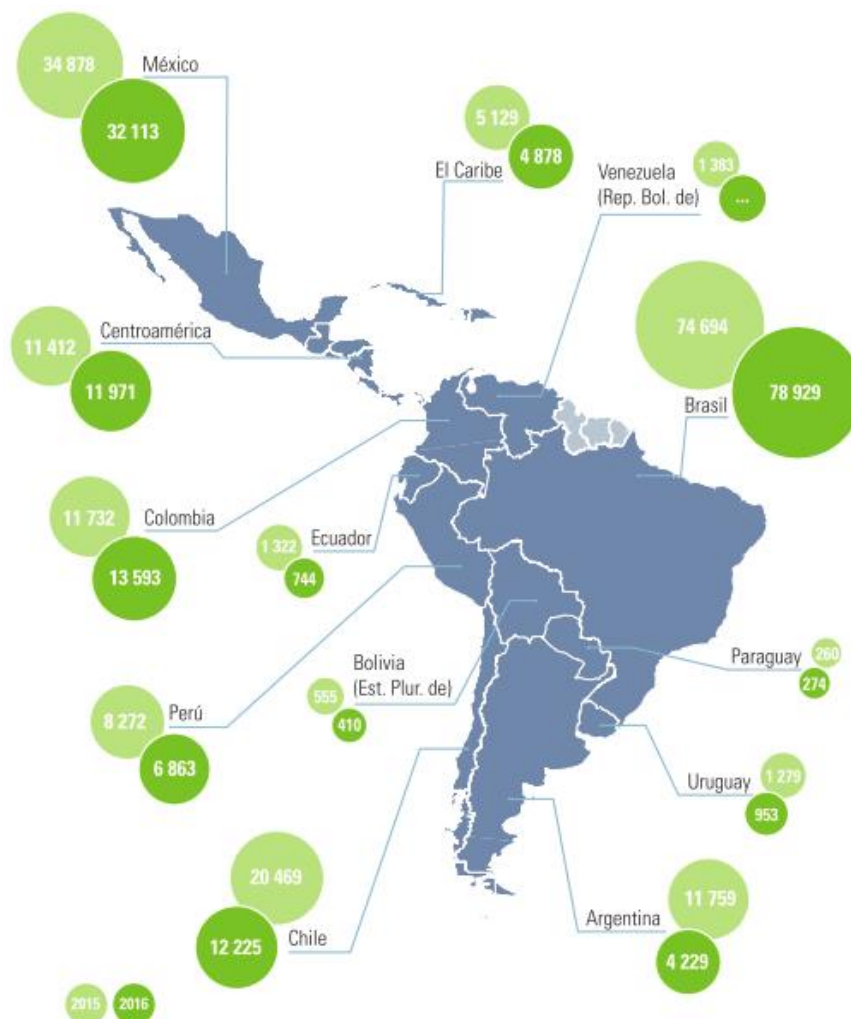 34 878
México
32 113
5 129
El Caribe
4 878
Venezuela
(Rep. Bol. de)
1 383
...
74 694
Brasil
78 929
Centroamérica
11 412
11 971
11 732
Colombia
13 593
Ecuador
1 322
744
Bolivia
(Est. Plur. de)
555
410
Paraguay
260
274
8 272
Perú
6 863
Uruguay
1 279
953
20 469
Chile
12 225
Argentina
11 759
4 229
2015 2016